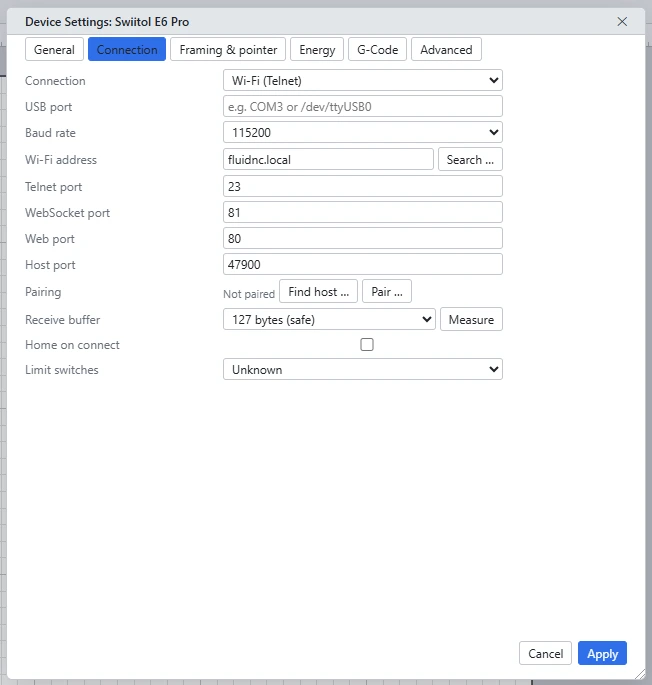 Device Settings: Swiitol E6 Pro
General Connection Framing & pointer Energy G-Code Advanced
Connection Wi-Fi (Telnet)
USB port e.g. COM3 or /dev/ttyUSB0
Baud rate 115200
Wi-Fi address fluidnc.local Search ...
Telnet port 23
WebSocket port 81
Web port 80
Host port 47900
Pairing Not paired Find host ... Pair ...
Receive buffer 127 bytes (safe) Measure
Home on connect
Limit switches Unknown
Cancel Apply